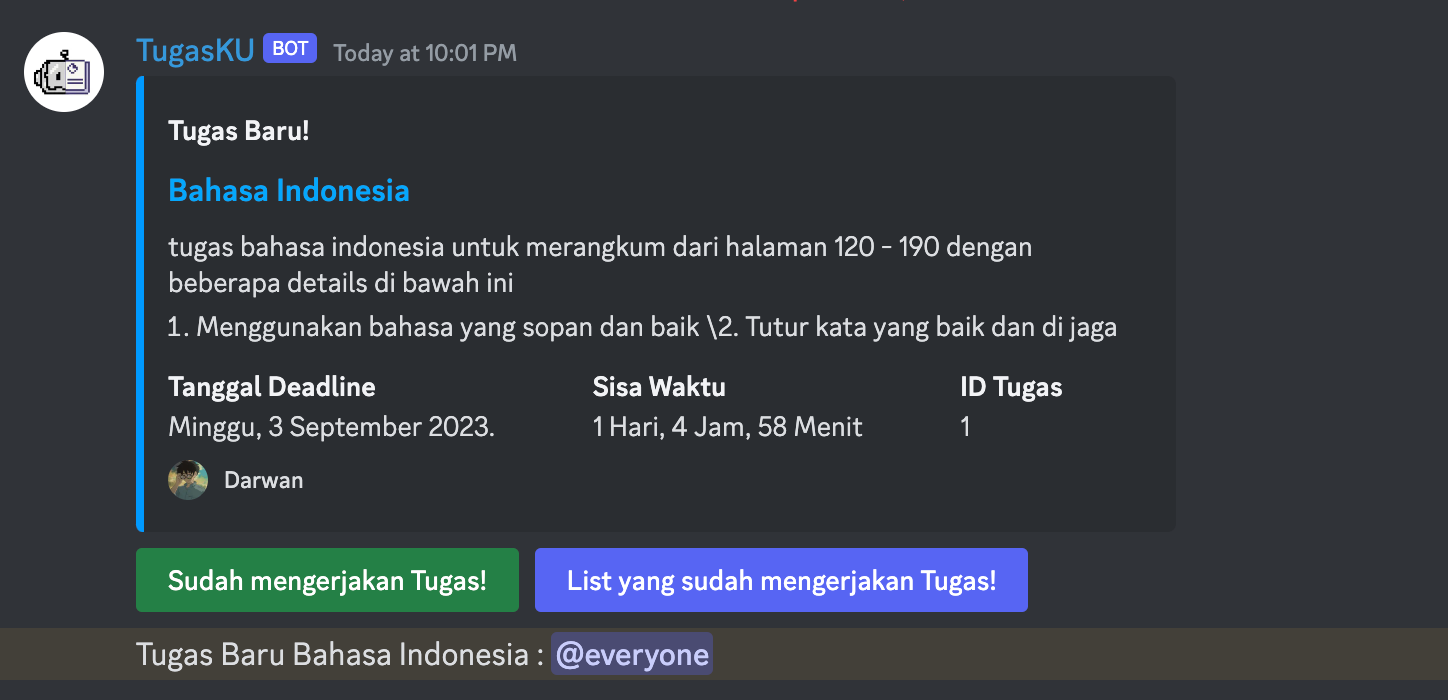 TugasKU BOT Today at 10:01 PM
Tugas Baru!
Bahasa Indonesia
tugas bahasa indonesia untuk merangkum dari halaman 120 - 190 dengan
beberapa details di bawah ini
1. Menggunakan bahasa yang sopan dan baik \2. Tutur kata yang baik dan di jaga
Tanggal Deadline Sisa Waktu ID Tugas
Minggu, 3 September 2023. 1 Hari, 4 Jam, 58 Menit 1
Darwan
Sudah mengerjakan Tugas! List yang sudah mengerjakan Tugas!
Tugas Baru Bahasa Indonesia : @everyone